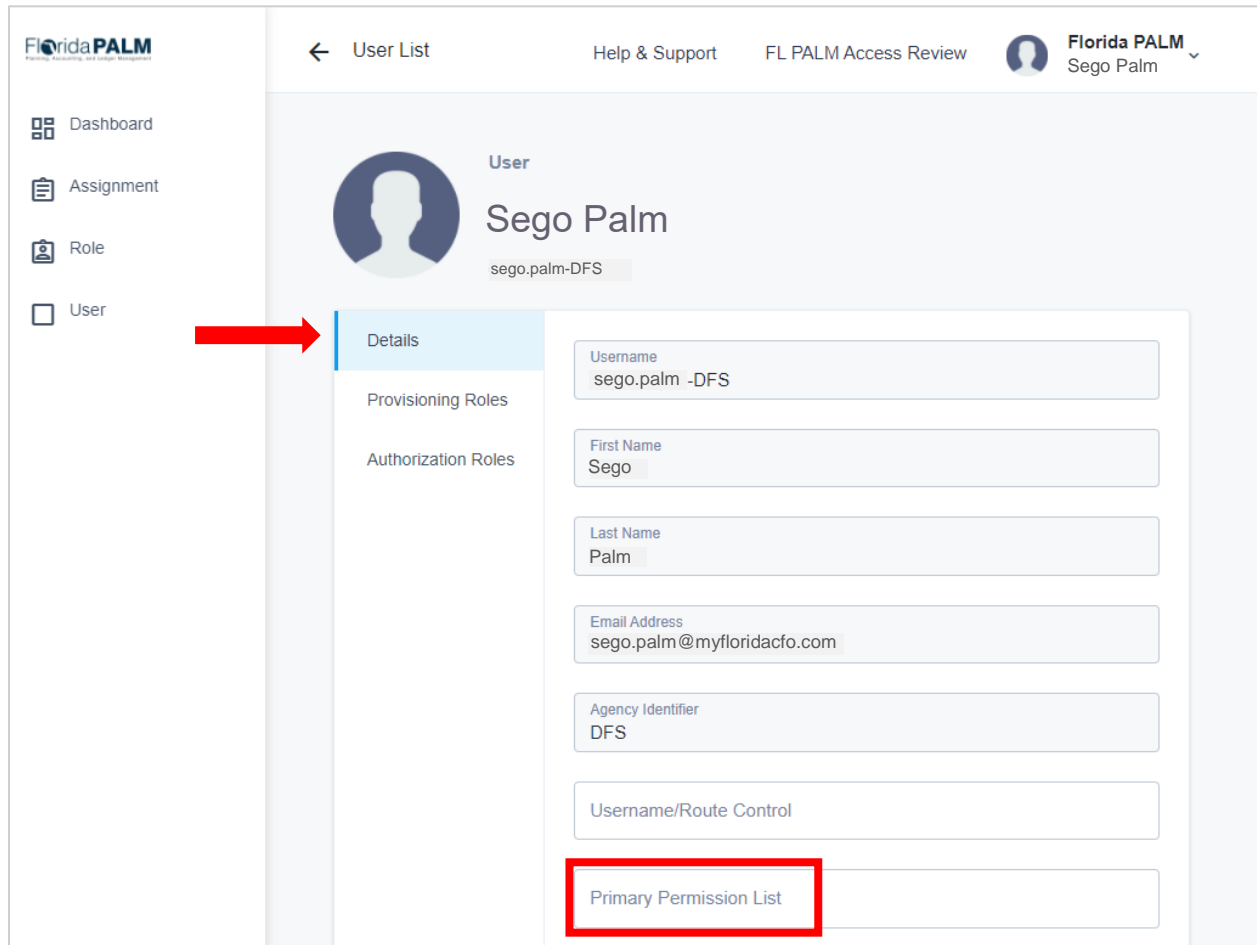 Florida PALM
Planning, Accounting, and Ledger Management
User List
Help & Support
FL PALM Access Review
Florida PALM
Sego Palm
Dashboard
Assignment
Role
User
User
Sego Palm
sego.palm-DFS
Details
Provisioning Roles
Authorization Roles
Username
sego.palm -DFS
First Name
Sego
Last Name
Palm
Email Address
sego.palm@myfloridacfo.com
Agency Identifier
DFS
Username/Route Control
Primary Permission List